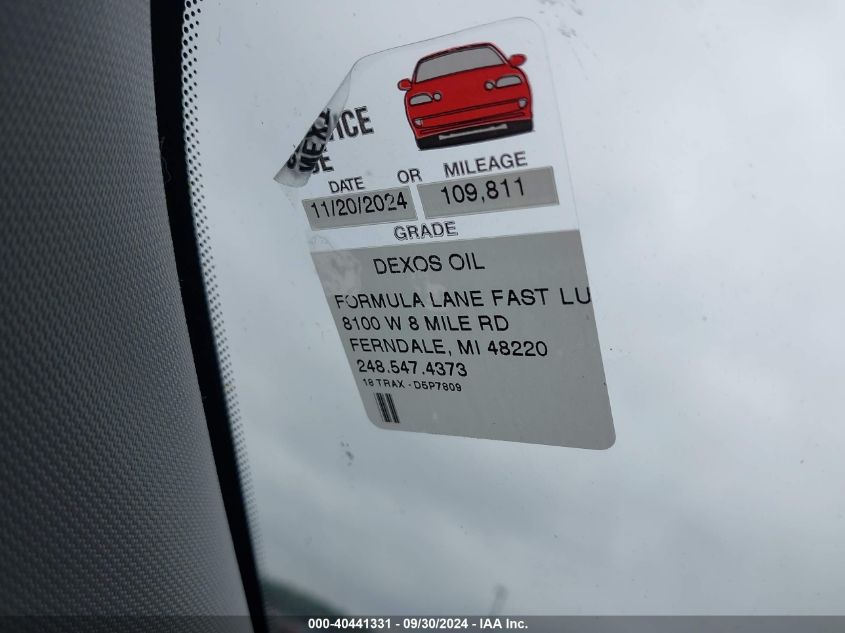 ICE
DUE
DATE OR MILEAGE
11/20/2024 109,811
GRADE
DEXOS OIL
FORMULA LANE FAST LU
8100 W 8 MILE RD
FERNDALE, MI 48220
248.547.4373
18 TRAX - D5P7809
000-40441331 - 09/30/2024 - IAA Inc.